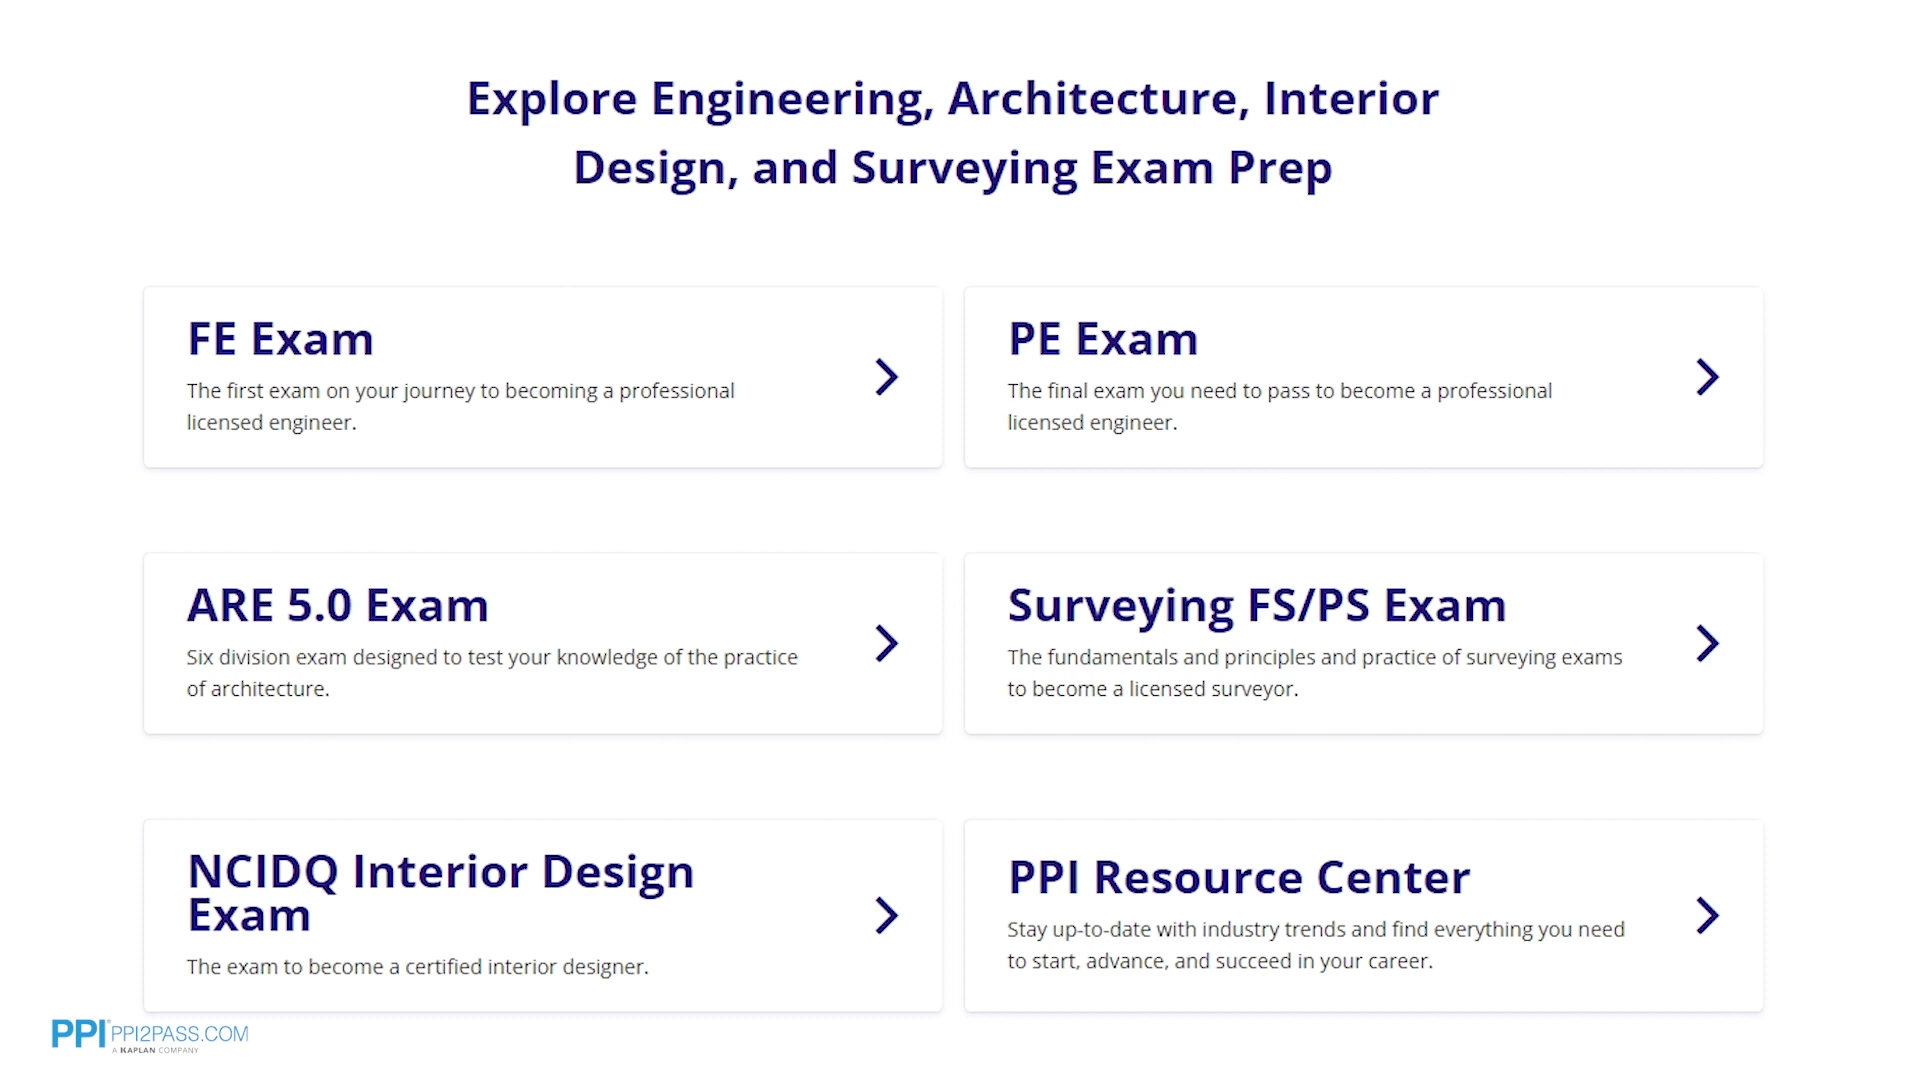 Explore Engineering, Architecture, Interior
Design, and Surveying Exam Prep
FE Exam
The first exam on your journey to becoming a professional
licensed engineer.
PE Exam
The final exam you need to pass to become a professional
licensed engineer.
ARE 5.0 Exam
Six division exam designed to test your knowledge of the practice
of architecture.
Surveying FS/PS Exam
The fundamentals and principles and practice of surveying exams
to become a licensed surveyor.
NCIDQ Interior Design
Exam
The exam to become a certified interior designer.
PPI Resource Center
Stay up-to-date with industry trends and find everything you need
to start, advance, and succeed in your career.
PPI® PPI2PASS.COM
A KAPLAN COMPANY